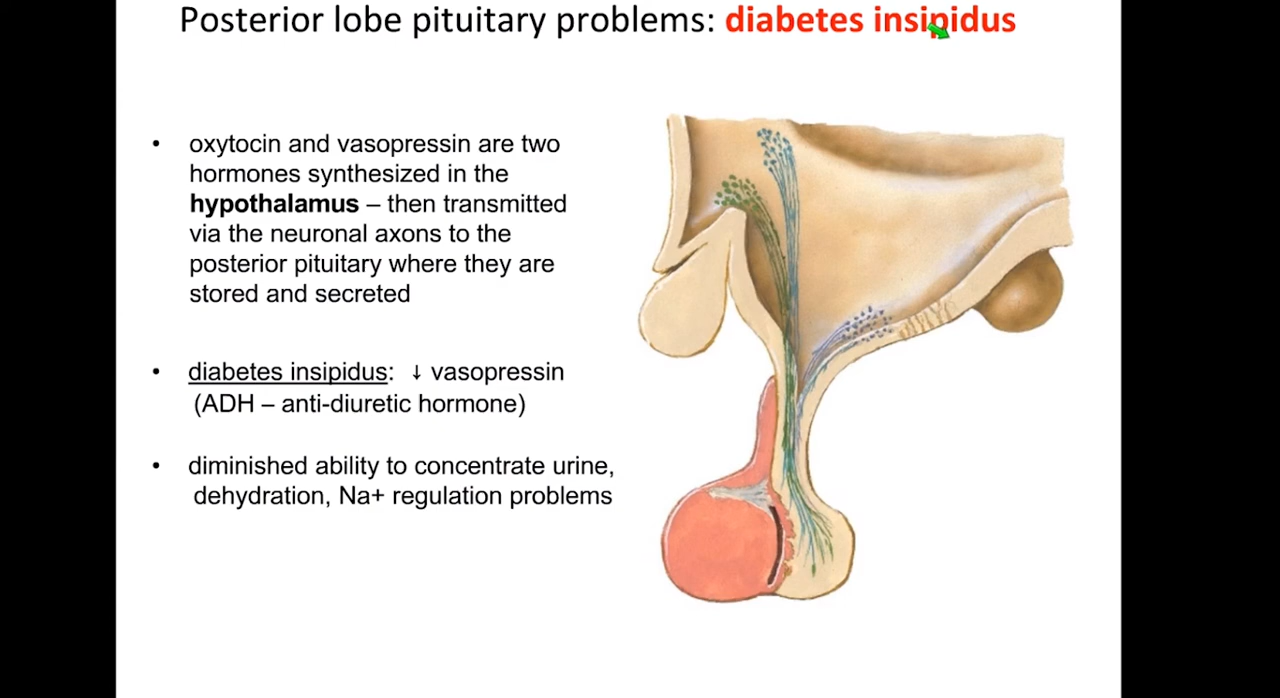 Posterior lobe pituitary problems: diabetes insipidus
• oxytocin and vasopressin are two
hormones synthesized in the
hypothalamus – then transmitted
via the neuronal axons to the
posterior pituitary where they are
stored and secreted
• diabetes insipidus: ↓ vasopressin
(ADH – anti-diuretic hormone)
• diminished ability to concentrate urine,
dehydration, Na+ regulation problems